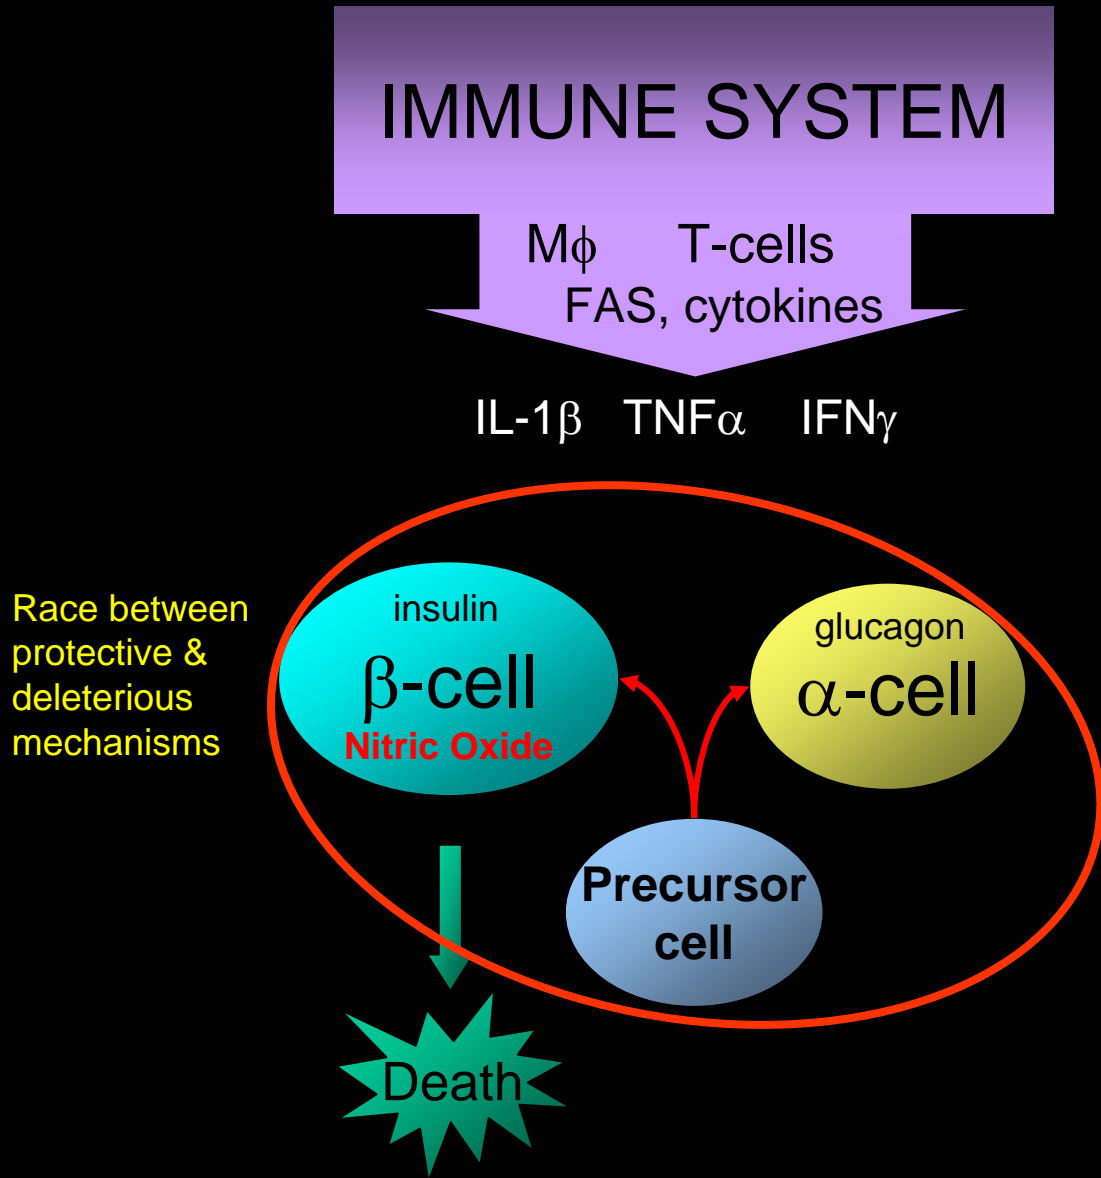 IMMUNE SYSTEM
Mϕ T-cells
FAS, cytokines
IL-1β TNFα IFNγ
Race between
protective &
deleterious
mechanisms
insulin
β-cell
Nitric Oxide
glucagon
α-cell
Precursor
cell
Death